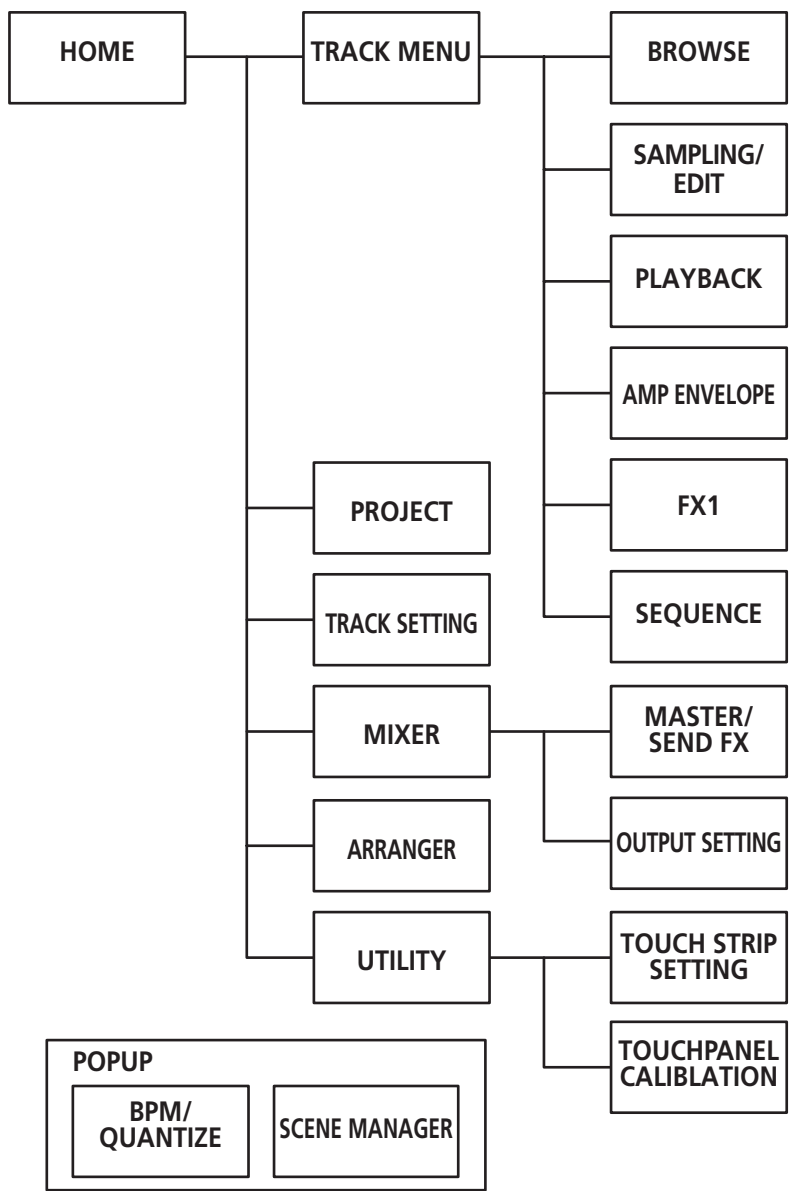 HOME
TRACK MENU
BROWSE
SAMPLING/
EDIT
PLAYBACK
AMP ENVELOPE
FX1
SEQUENCE
PROJECT
TRACK SETTING
MIXER
MASTER/
SEND FX
OUTPUT SETTING
ARRANGER
UTILITY
TOUCH STRIP
SETTING
TOUCHPANEL
CALIBLATION
POPUP
BPM/
QUANTIZE
SCENE MANAGER